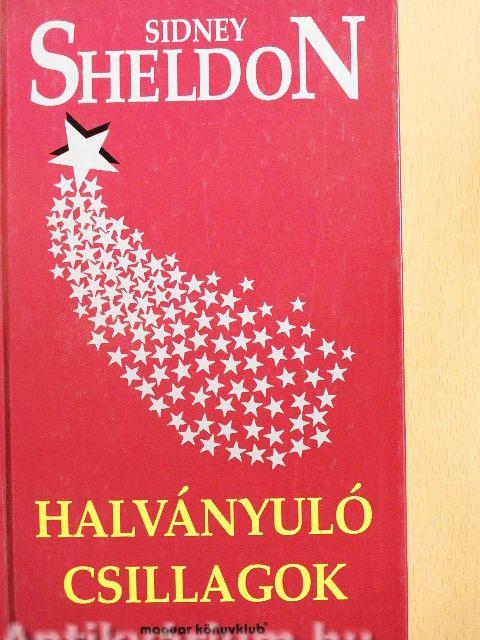 SIDNEY
SHELDON
HALVÁNYULÓ
CSILLAGOK
magyar könyvklub